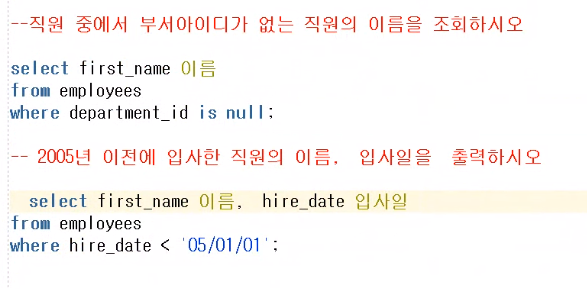 --직원 중에서 부서아이디가 없는 직원의 이름을 조회하시오
select first_name 이름
from employees
where department_id is null;
-- 2005년 이전에 입사한 직원의 이름, 입사일을 출력하시오
select first_name 이름, hire_date 입사일
from employees
where hire_date < '05/01/01';